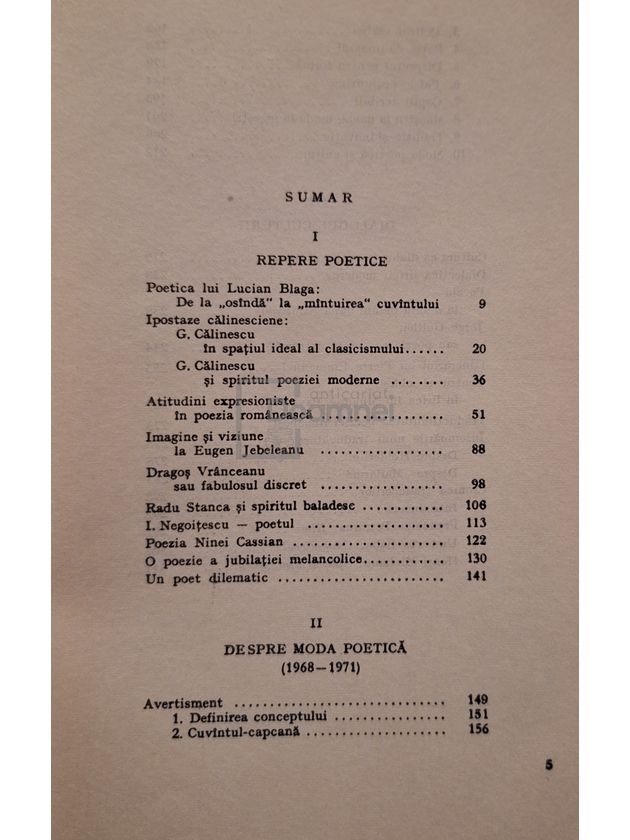 SUMAR
I
REPERE POETICE
Poetica lui Lucian Blaga:
De la „osîndă" la „mîntuirea" cuvîntului 9
Ipostaze călinesciene:
G. Călinescu
în spațiul ideal al clasicismului...... 20
G. Călinescu
și spiritul poeziei moderne ........ 36
Atitudini expresioniste
în poezia românească .................... 51
Imagine și viziune
la Eugen Jebeleanu .................. 88
Dragoș Vrânceanu
sau fabulosul discret .................. 98
Radu Stanca și spiritul baladesc ............ 106
I. Negoițescu — poetul .................... 113
Poezia Ninei Cassian ...................... 122
O poezie a jubilației melancolice............ 130
Un poet dilematic ........................ 141
II
DESPRE MODA POETICĂ
(1968—1971)
Avertisment .............................. 149
1. Definirea conceptului ................ 151
2. Cuvîntul-capcană .................... 156
5
anticariat